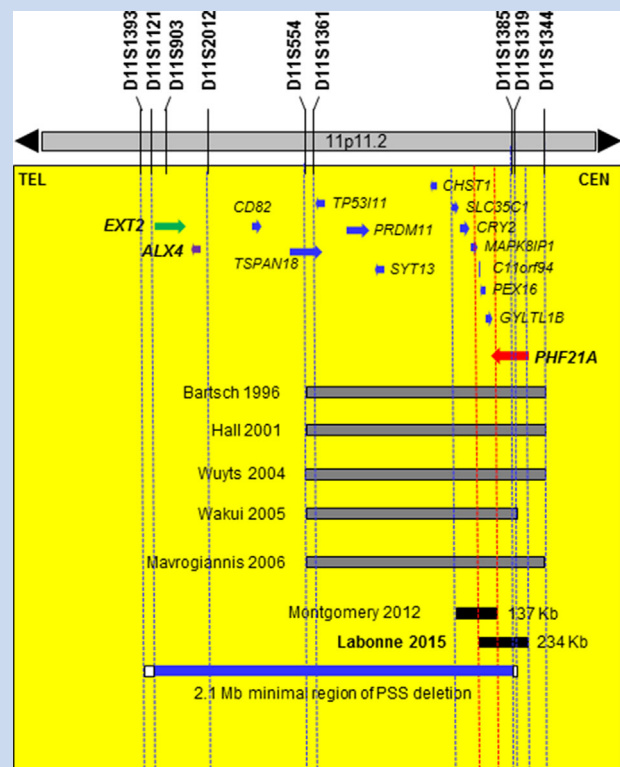 D11S1393
D11S1121
D11S903
D11S2012
D11S554
D11S1361
D11S1385
D11S1319
D11S1344
11p11.2
TEL
CEN
CHST1
TP53I11
SLC35C1
CD82
EXT2
PRDM11
CRY2
ALX4
MAPK8IP1
TSPAN18
SYT13
C11orf94
PEX16
GYLTL1B
PHF21A
Bartsch 1996
Hall 2001
Wuyts 2004
Wakui 2005
Mavrogiannis 2006
Montgomery 2012
137 Kb
Labonne 2015
234 Kb
2.1 Mb minimal region of PSS deletion